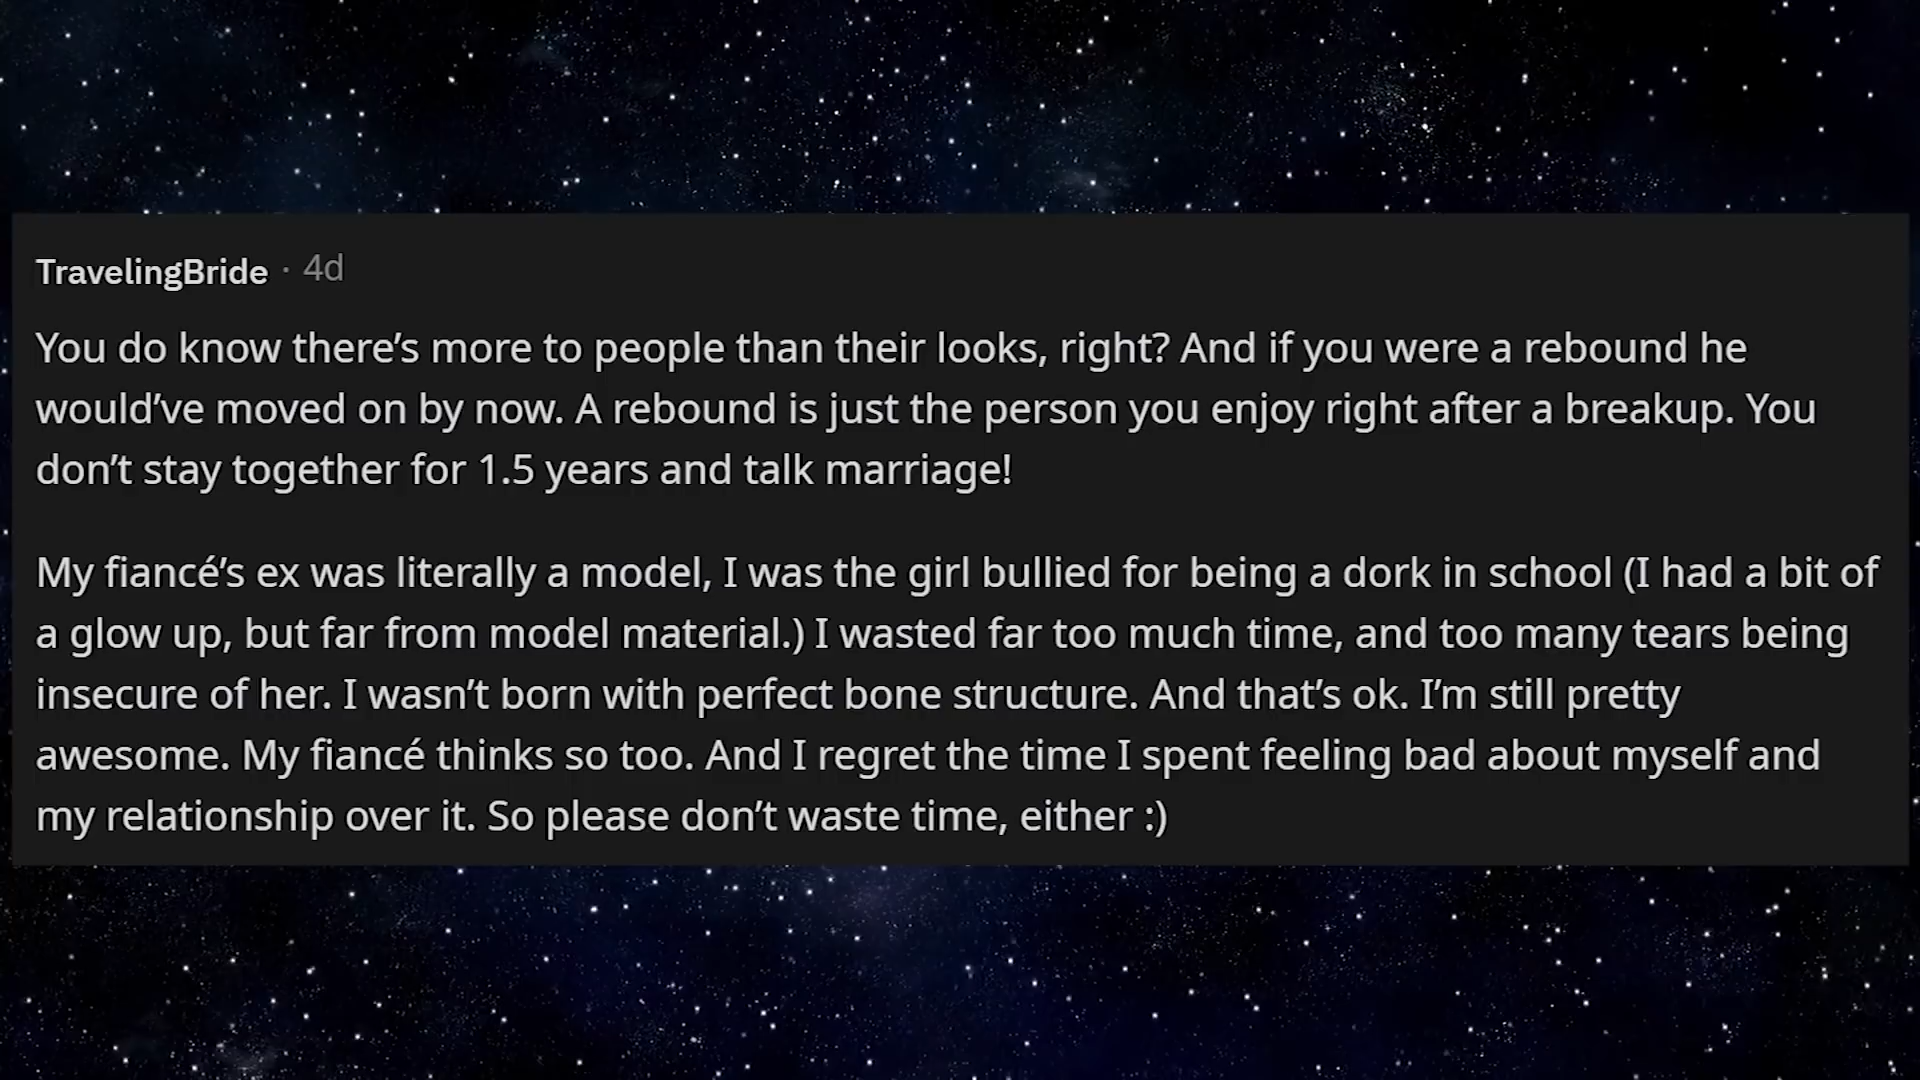 TravelingBride · 4d
You do know there’s more to people than their looks, right? And if you were a rebound he
would’ve moved on by now. A rebound is just the person you enjoy right after a breakup. You
don’t stay together for 1.5 years and talk marriage!
My fiancé’s ex was literally a model, I was the girl bullied for being a dork in school (I had a bit of
a glow up, but far from model material.) I wasted far too much time, and too many tears being
insecure of her. I wasn’t born with perfect bone structure. And that’s ok. I’m still pretty
awesome. My fiancé thinks so too. And I regret the time I spent feeling bad about myself and
my relationship over it. So please don’t waste time, either :)